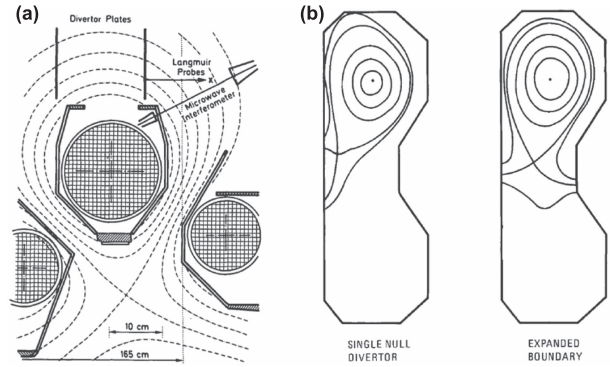 (a)
Divertor Plates
Langmuir
Probes
x
Microwave
Interferometer
10 cm
165 cm
(b)
SINGLE NULL
DIVERTOR
EXPANDED
BOUNDARY